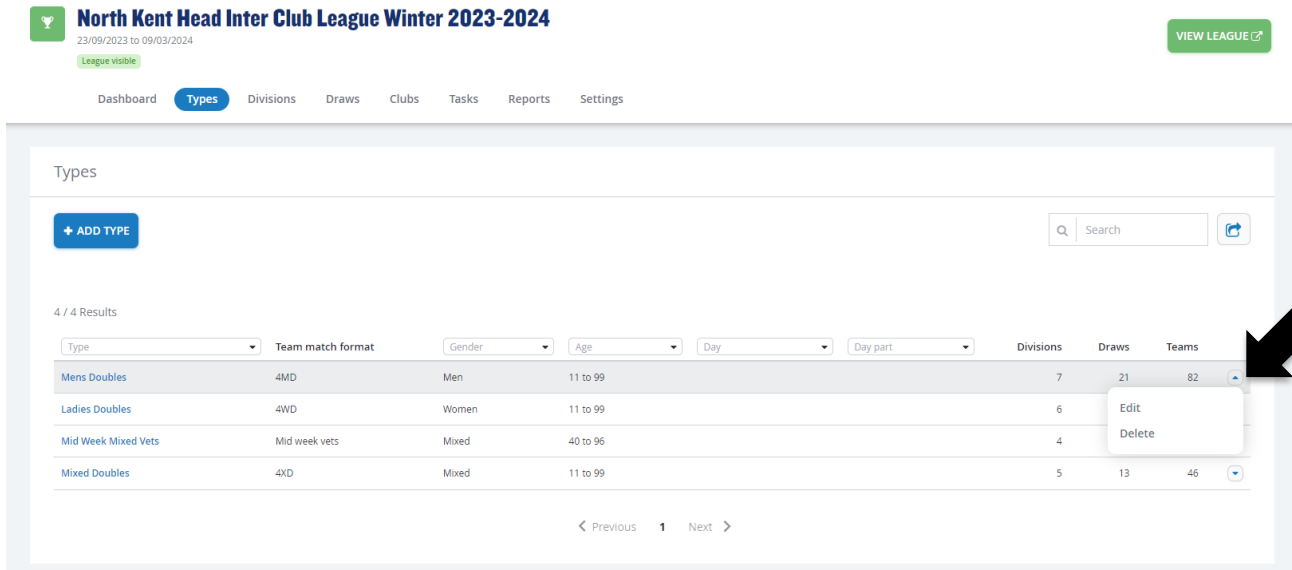 North Kent Head Inter Club League Winter 2023-2024
23/09/2023 to 09/03/2024
League visible
VIEW LEAGUE
Dashboard Types Divisions Draws Clubs Tasks Reports Settings
Types
+ ADD TYPE
Search
4 / 4 Results
Type Team match format Gender Age Day Day part Divisions Draws Teams
Mens Doubles 4MD Men 11 to 99 7 21 82
Ladies Doubles 4WD Women 11 to 99 6
Edit
Mid Week Mixed Vets Mid week vets Mixed 40 to 96 4
Delete
Mixed Doubles 4XD Mixed 11 to 99 5 13 46
Previous 1 Next